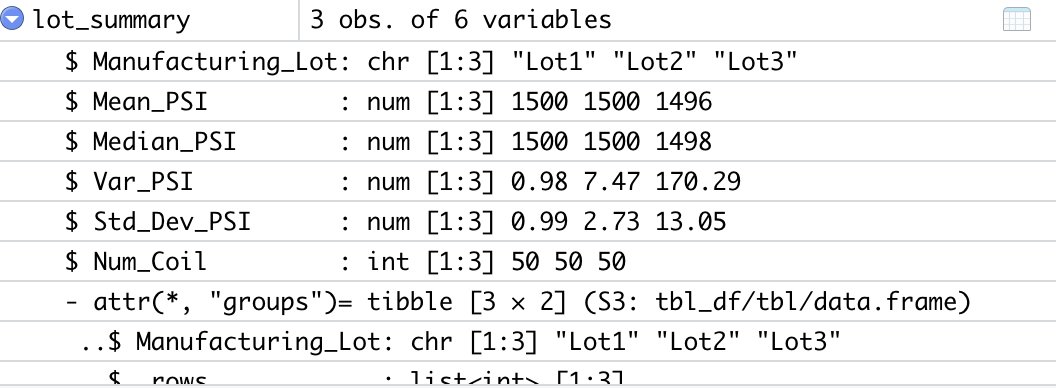 lot_summary 3 obs. of 6 variables
$ Manufacturing_Lot: chr [1:3] "Lot1" "Lot2" "Lot3"
$ Mean_PSI : num [1:3] 1500 1500 1496
$ Median_PSI : num [1:3] 1500 1500 1498
$ Var_PSI : num [1:3] 0.98 7.47 170.29
$ Std_Dev_PSI : num [1:3] 0.99 2.73 13.05
$ Num_Coil : int [1:3] 50 50 50
- attr(*, "groups")= tibble [3 × 2] (S3: tbl_df/tbl/data.frame)
..$ Manufacturing_Lot: chr [1:3] "Lot1" "Lot2" "Lot3"
$ rows : list<int> [1:3]